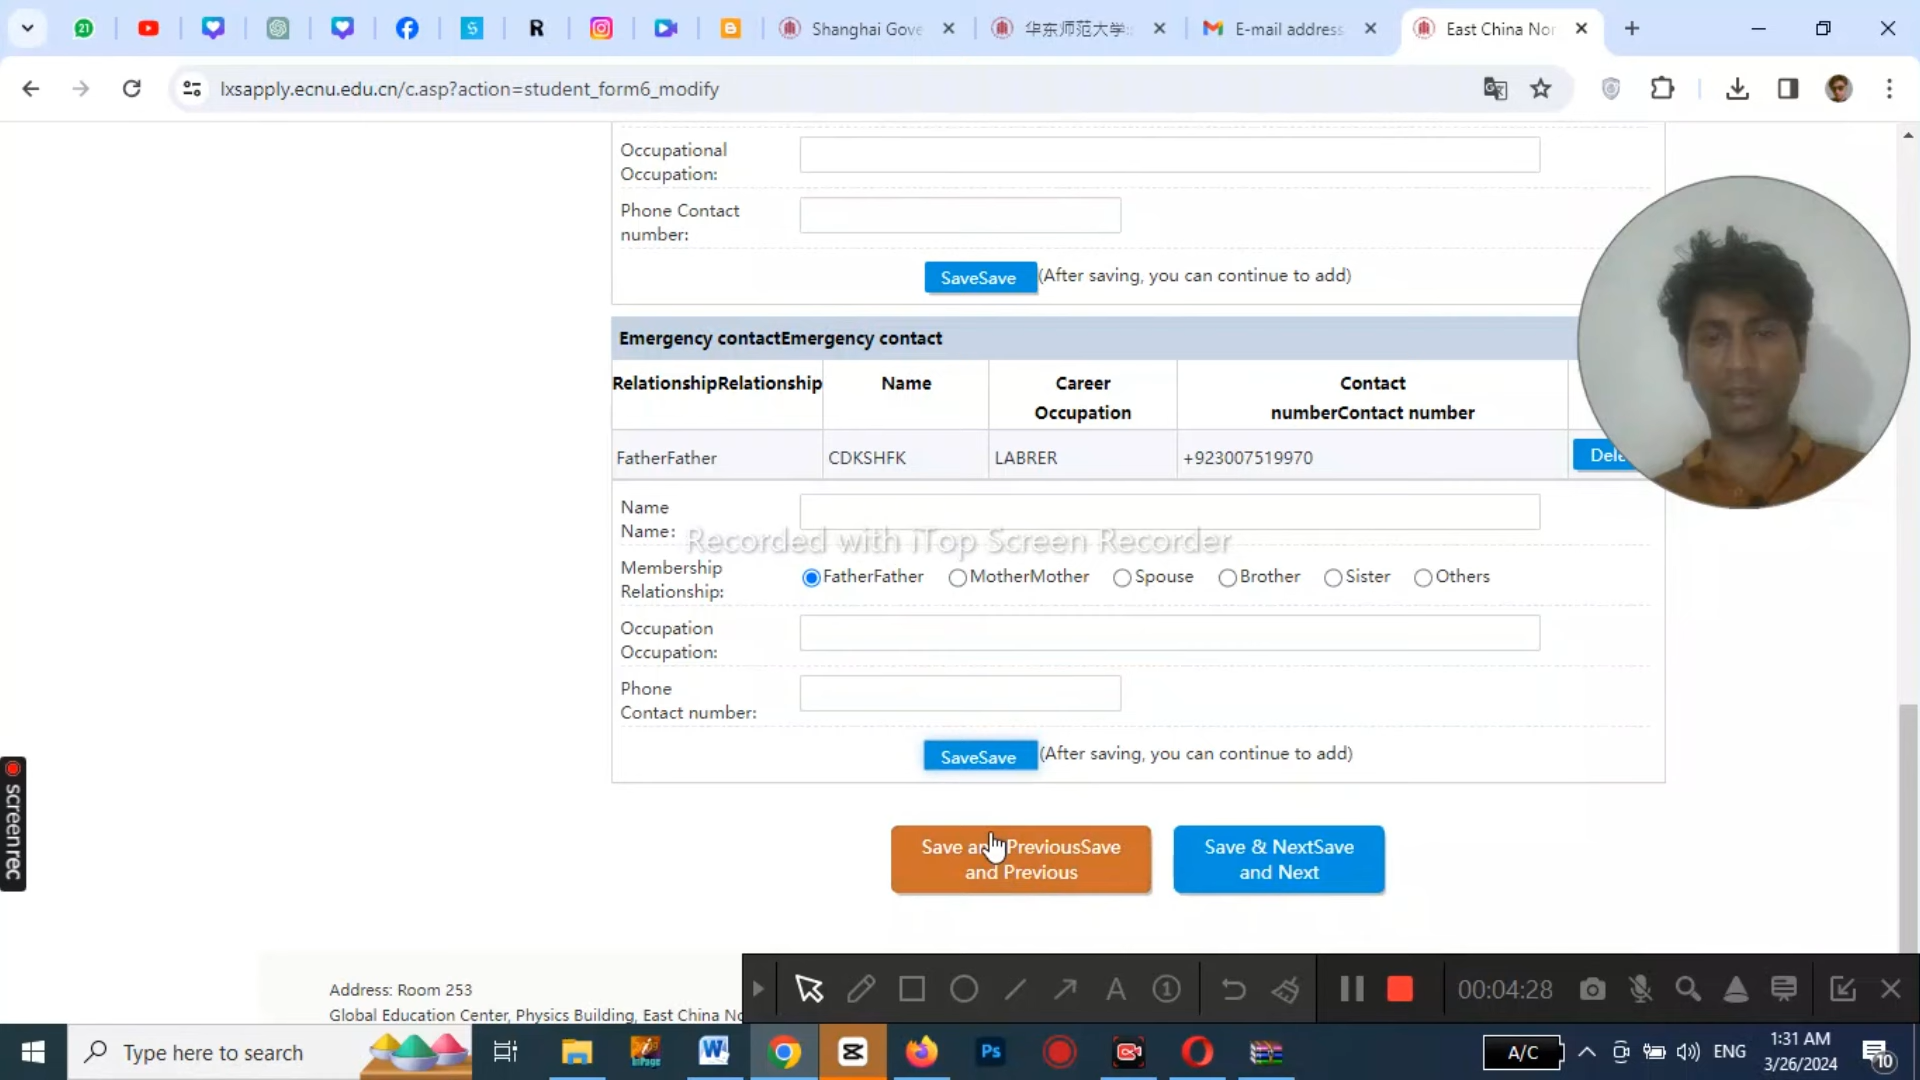 21
Shanghai Gove
华东师范大学
E-mail address
East China Nor
lxsapply.ecnu.edu.cn/c.asp?action=student_form6_modify
Occupational
Occupation:
Phone Contact
number:
SaveSave
(After saving, you can continue to add)
Emergency contactEmergency contact
RelationshipRelationship
Name
Career
Occupation
Contact
numberContact number
FatherFather
CDKSHFK
LABRER
+923007519970
Dele
Name
Name:
Recorded with iTop Screen Recorder
Membership
Relationship:
FatherFather
MotherMother
Spouse
Brother
Sister
Others
Occupation
Occupation:
Phone
Contact number:
SaveSave
(After saving, you can continue to add)
Save and PreviousSave
and Previous
Save & NextSave
and Next
screenrec
Address: Room 253
Global Education Center, Physics Building, East China No
00:04:28
Type here to search
Ps
A/C
ENG
1:31 AM
3/26/2024
10